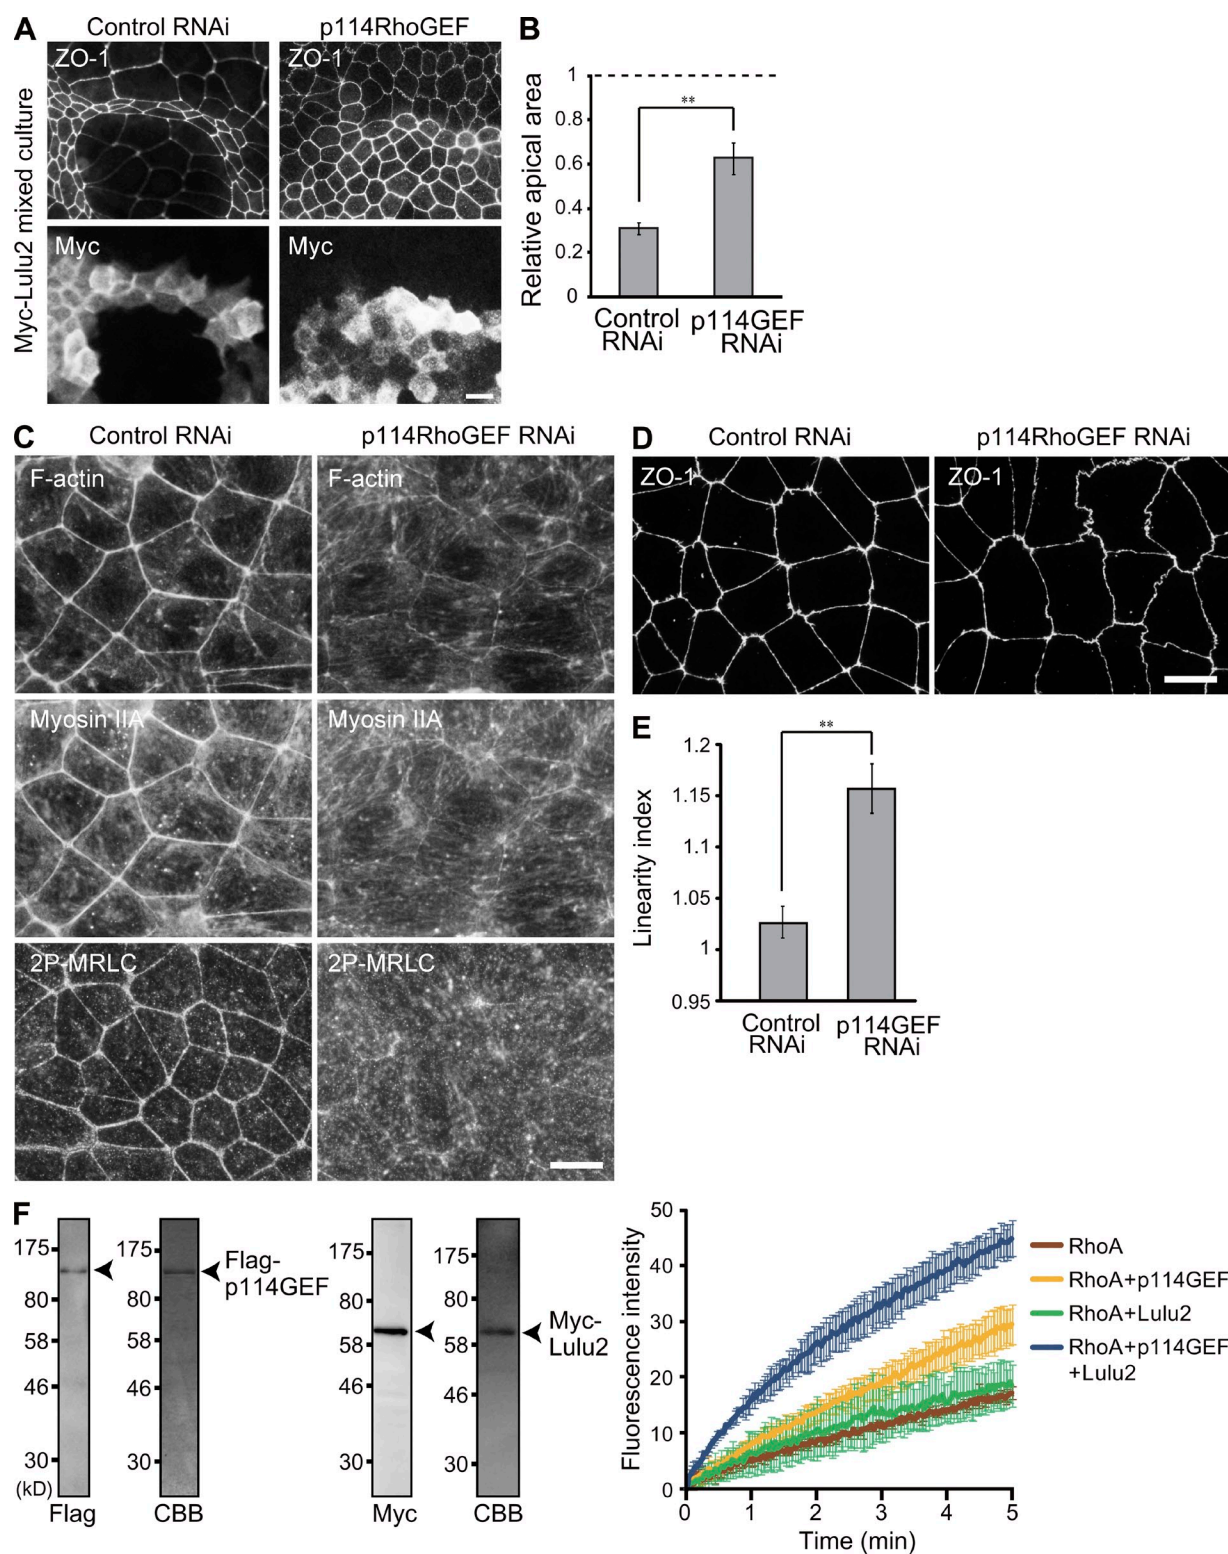 A
Control RNAi
p114RhoGEF
Myc-Lulu2 mixed culture
ZO-1
ZO-1
Myc
Myc
B
Relative apical area
1
0.8
0.6
0.4
0.2
0
**
Control
RNAi
p114GEF
RNAi
C
Control RNAi
p114RhoGEF RNAi
F-actin
F-actin
Myosin IIA
Myosin IIA
2P-MRLC
2P-MRLC
D
Control RNAi
p114RhoGEF RNAi
ZO-1
ZO-1
E
Linearity index
1.2
1.15
1.1
1.05
1
0.95
**
Control
RNAi
p114GEF
RNAi
F
175
80
58
46
30
(kD)
Flag
175
80
58
46
30
CBB
Flag-
p114GEF
175
80
58
46
30
Myc
175
80
58
46
30
CBB
Myc-
Lulu2
Fluorescence intensity
50
40
30
20
10
0
0 1 2 3 4 5
Time (min)
RhoA
RhoA+p114GEF
RhoA+Lulu2
RhoA+p114GEF
+Lulu2